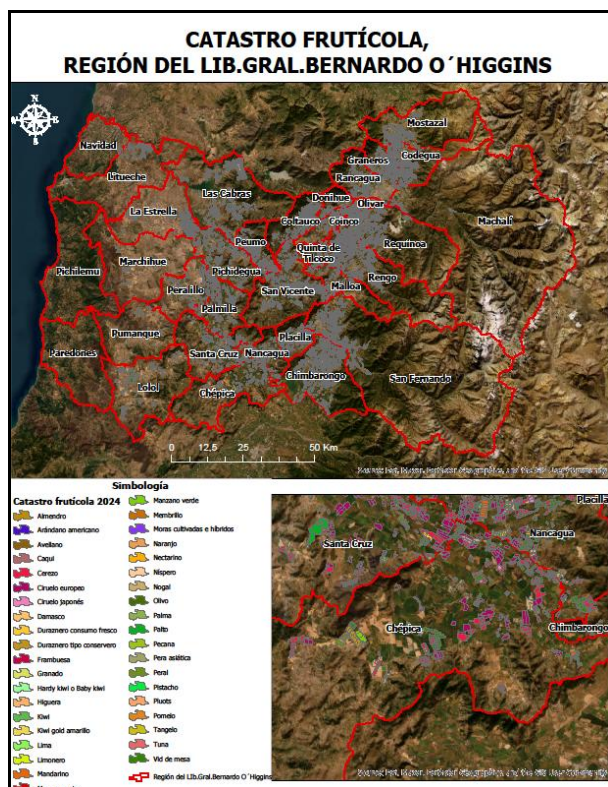 CATASTRO FRUTÍCOLA,
REGIÓN DEL LIB.GRAL.BERNARDO O´HIGGINS
N
O
E
S
Mostazal
Navidad
Codegua
Graneros
Litueche
Rancagua
Las Cabras
Doñihue
Olivar
La Estrella
Coltauco
Coinco
Machalí
Peumo
Requínoa
Quinta de
Tilcoco
Marchihue
Pichilemu
Pichidegua
Rengo
Peralillo
San Vicente
Malloa
Palmilla
Pumanque
Placilla
Paredones
Santa Cruz
Nancagua
Chimbarongo
San Fernando
Lolol
Chépica
0 12,5 25 50 Km
Simbología
Catastro frutícola 2024
Almendro
Arándano americano
Avellano
Caqui
Cerezo
Ciruelo europeo
Ciruelo japonés
Damasco
Duraznero consumo fresco
Duraznero tipo conservero
Frambuesa
Granado
Hardy kiwi o Baby kiwi
Higuera
Kiwi
Kiwi gold amarillo
Lima
Limonero
Mandarino
Manzano verde
Membrillo
Moras cultivadas e híbridos
Naranjo
Nectarino
Níspero
Nogal
Olivo
Palma
Palto
Pecana
Pera asiática
Peral
Pistacho
Pluots
Pomelo
Tangelo
Tuna
Vid de mesa
Región del Lib.Gral.Bernardo O´Higgins
Placilla
Nancagua
Santa Cruz
Chépica
Chimbarongo